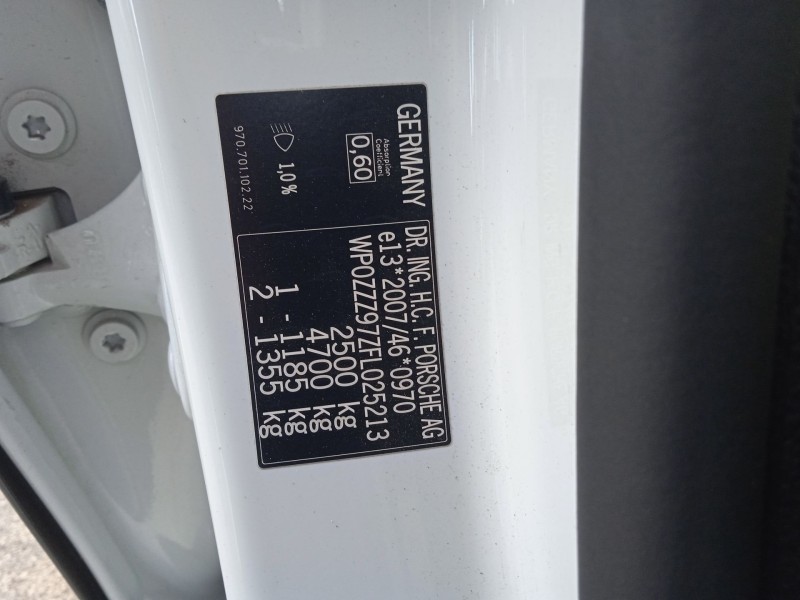 GERMANY DR. ING. H.C. F. PORSCHE AG
e13*2007/46*0970
WP0ZZZ97ZFL025213
2500 kg
4700 kg
1 - 1185 kg
2 - 1355 kg
Absorption
Coefficient
0,60
1,0%
970.701.102.22